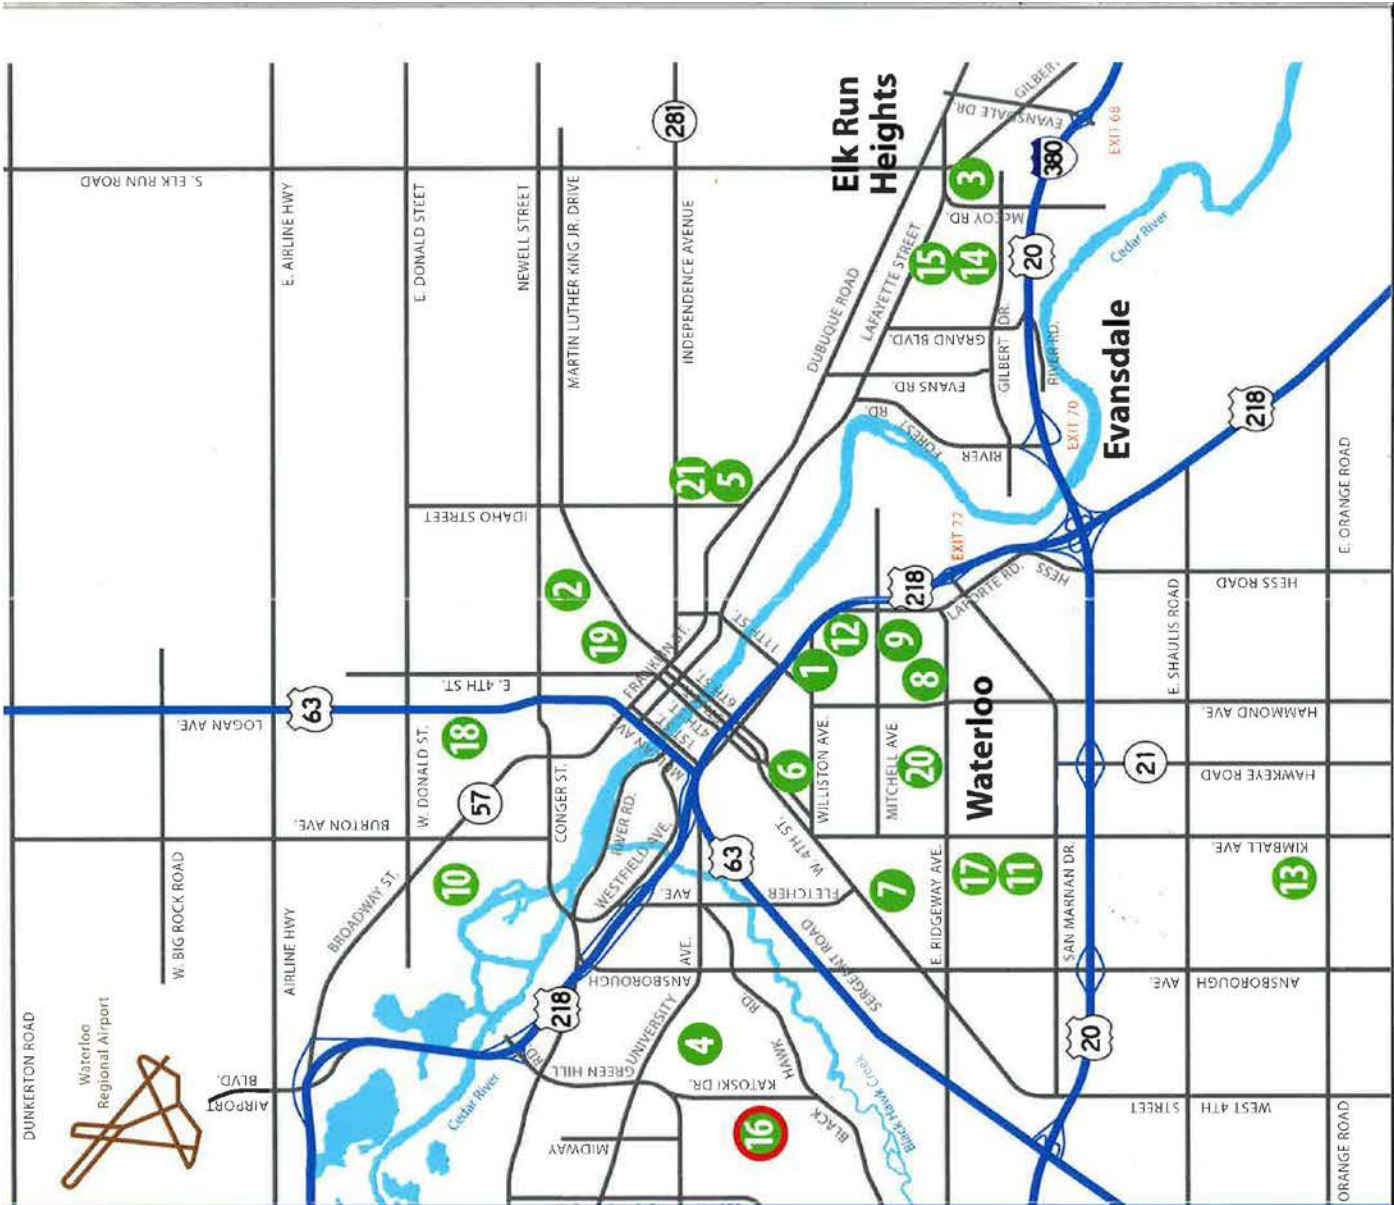 DUNKERTON ROAD
Waterloo
Regional Airport
AIRPORT
BLVD.
W. BIG ROCK ROAD
AIRLINE HWY
E. AIRLINE HWY
S. ELK RUN ROAD
LOGAN AVE.
63
BURTON AVE.
BROADWAY ST.
57
W. DONALD ST.
E. DONALD STEET
NEWELL STREET
MARTIN LUTHER KING JR. DRIVE
281
INDEPENDENCE AVENUE
IDAHO STREET
E. 4TH ST.
CONGER ST.
FRANKLIN ST.
MULLAN AVE.
1ST ST.
4TH ST.
6TH ST.
11TH ST.
RIVER RD.
WESTFIELD AVE.
Cedar River
218
GREEN HILL
RD
MIDWAY
UNIVERSITY
AVE.
ANSBOROUGH
KATOSKI DR.
BLACK
HAWK
RD
Black Hawk Creek
FLETCHER
AVE.
63
SERGEANT ROAD
W. 4TH ST.
WILLISTON AVE.
MITCHELL AVE.
E. RIDGEWAY AVE.
Waterloo
SAN MARNAN DR.
218
EXIT 72
LAPORTE RD.
HESS
Elk Run
Heights
DUBUQUE ROAD
LAFAYETTE STREET
GILBERT
EVANSDALE DR.
EXIT 68
380
McCOY RD.
20
GRAND BLVD.
EVANS RD.
GILBERT
DR.
RIVER RD.
RIVER
FOREST
RD.
EXIT 70
Evansdale
Cedar River
218
E. SHAULIS ROAD
HESS ROAD
E. ORANGE ROAD
HAMMOND AVE.
HAWKEYE ROAD
21
KIMBALL AVE.
ANSBOROUGH
AVE.
20
WEST 4TH
STREET
ORANGE ROAD
1
2
3
4
5
6
7
8
9
10
11
12
13
14
15
16
17
18
19
20
21